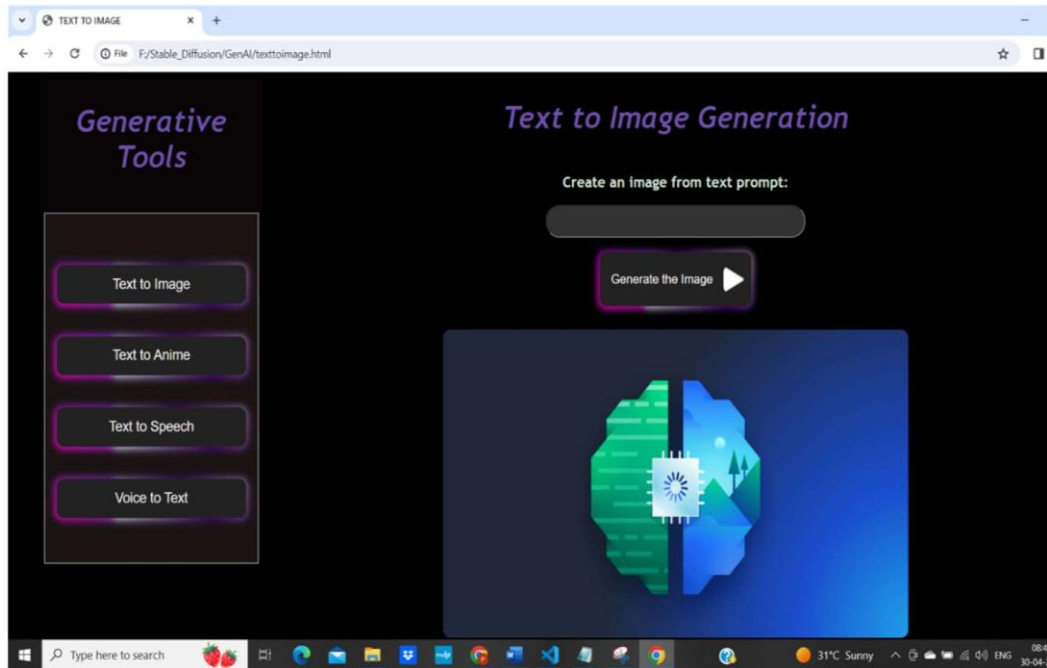 TEXT TO IMAGE
File F:/Stable_Diffusion/GenAI/texttoimage.html
Generative
Tools
Text to Image
Text to Anime
Text to Speech
Voice to Text
Text to Image Generation
Create an image from text prompt:
Generate the Image
Type here to search
31°C Sunny
ENG